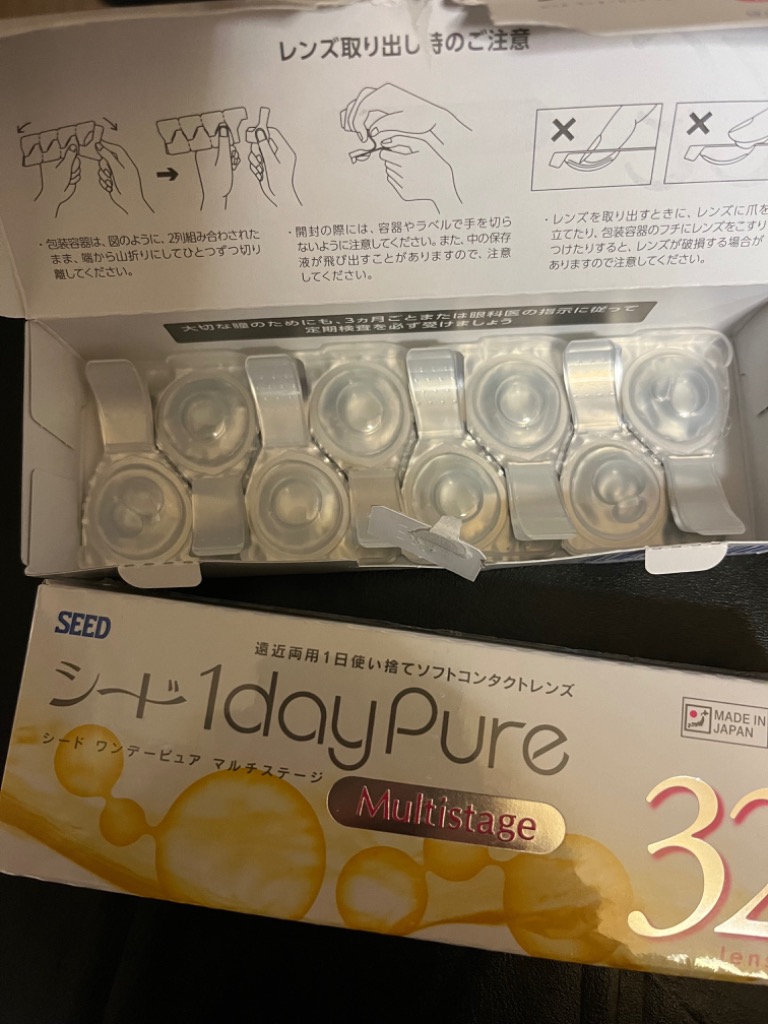 レンズ取り出し時のご注意
・包装容器は、図のように、2列組み合わされた
まま、端から山折りにしてひとつずつ切り
離してください。
・開封の際には、容器やラベルで手を切ら
ないように注意してください。また、中の保存
液が飛び出すことがありますので、注意
してください。
・レンズを取り出すときに、レンズに爪を
立てたり、包装容器のフチにレンズをこすり
つけたりすると、レンズが破損する場合が
ありますので注意してください。
大切な瞳のためにも、3ヵ月ごとまたは眼科医の指示に従って
定期検査を必ず受けましょう
SEED
遠近両用1日使い捨てソフトコンタクトレンズ
シード 1dayPure
シード ワンデーピュア マルチステージ
Multistage
MADE IN
JAPAN
32
lens